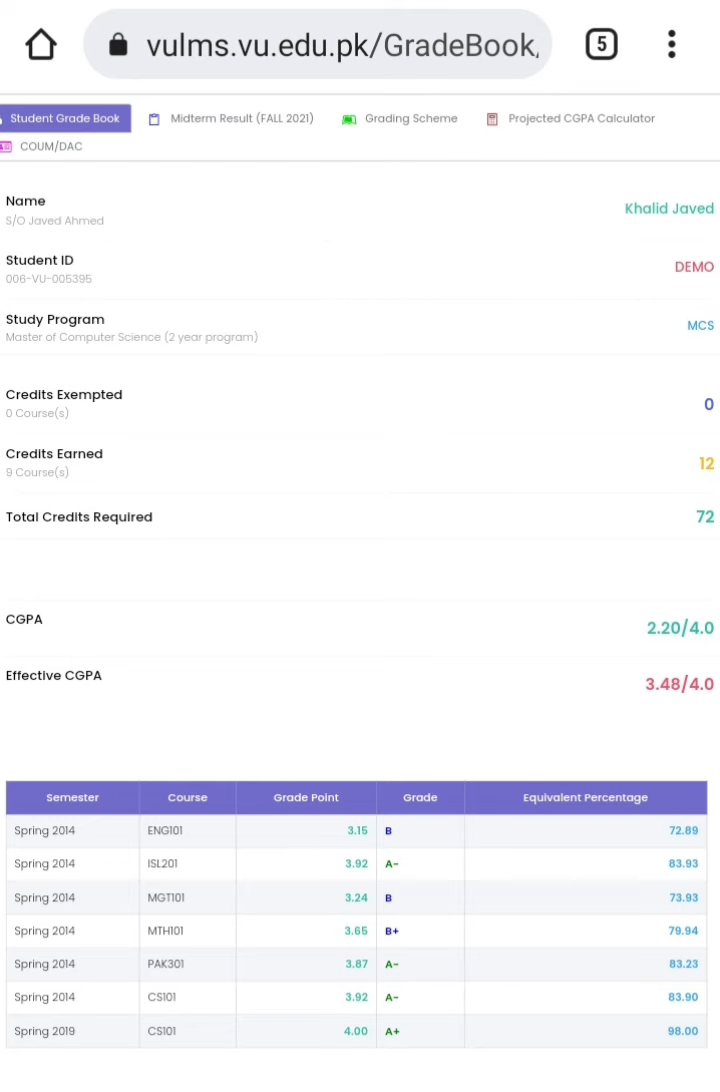 vulms.vu.edu.pk/GradeBook,
5
Student Grade Book Midterm Result (FALL 2021) Grading Scheme Projected CGPA Calculator
COUM/DAC
Name
S/O Javed Ahmed
Khalid Javed
Student ID
006-VU-005395
DEMO
Study Program
Master of Computer Science (2 year program)
MCS
Credits Exempted
0 Course(s)
0
Credits Earned
9 Course(s)
12
Total Credits Required 72
CGPA
2.20/4.0
Effective CGPA
3.48/4.0
Semester Course Grade Point Grade Equivalent Percentage
Spring 2014 ENG101 3.15 B 72.89
Spring 2014 ISL201 3.92 A- 83.93
Spring 2014 MGT101 3.24 B 73.93
Spring 2014 MTH101 3.65 B+ 79.94
Spring 2014 PAK301 3.87 A- 83.23
Spring 2014 CS101 3.92 A- 83.90
Spring 2019 CS101 4.00 A+ 98.00